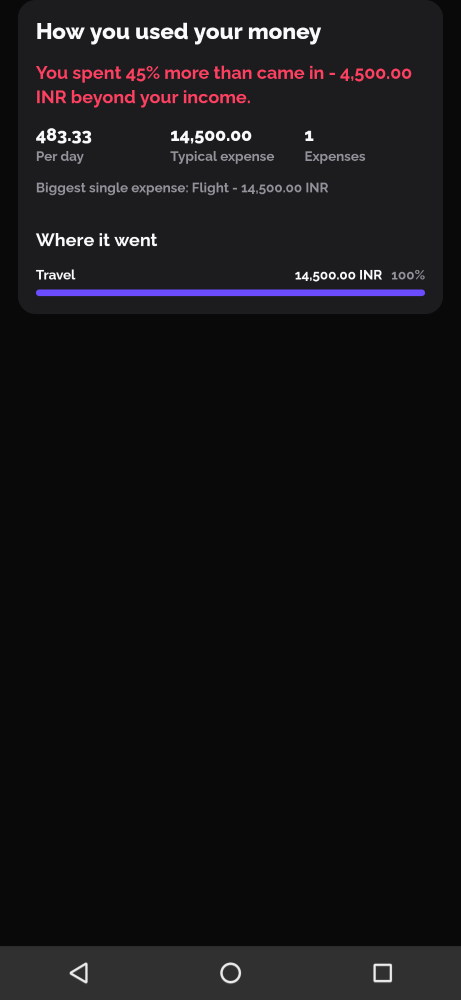 How you used your money
You spent 45% more than came in - 4,500.00
INR beyond your income.
483.33 14,500.00 1
Per day Typical expense Expenses
Biggest single expense: Flight - 14,500.00 INR
Where it went
Travel 14,500.00 INR 100%